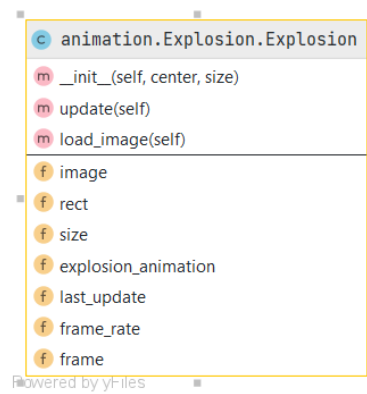 C animation.Explosion.Explosion
m __init__(self, center, size)
m update(self)
m load_image(self)
f image
f rect
f size
f explosion_animation
f last_update
f frame_rate
f frame
Powered by yFiles